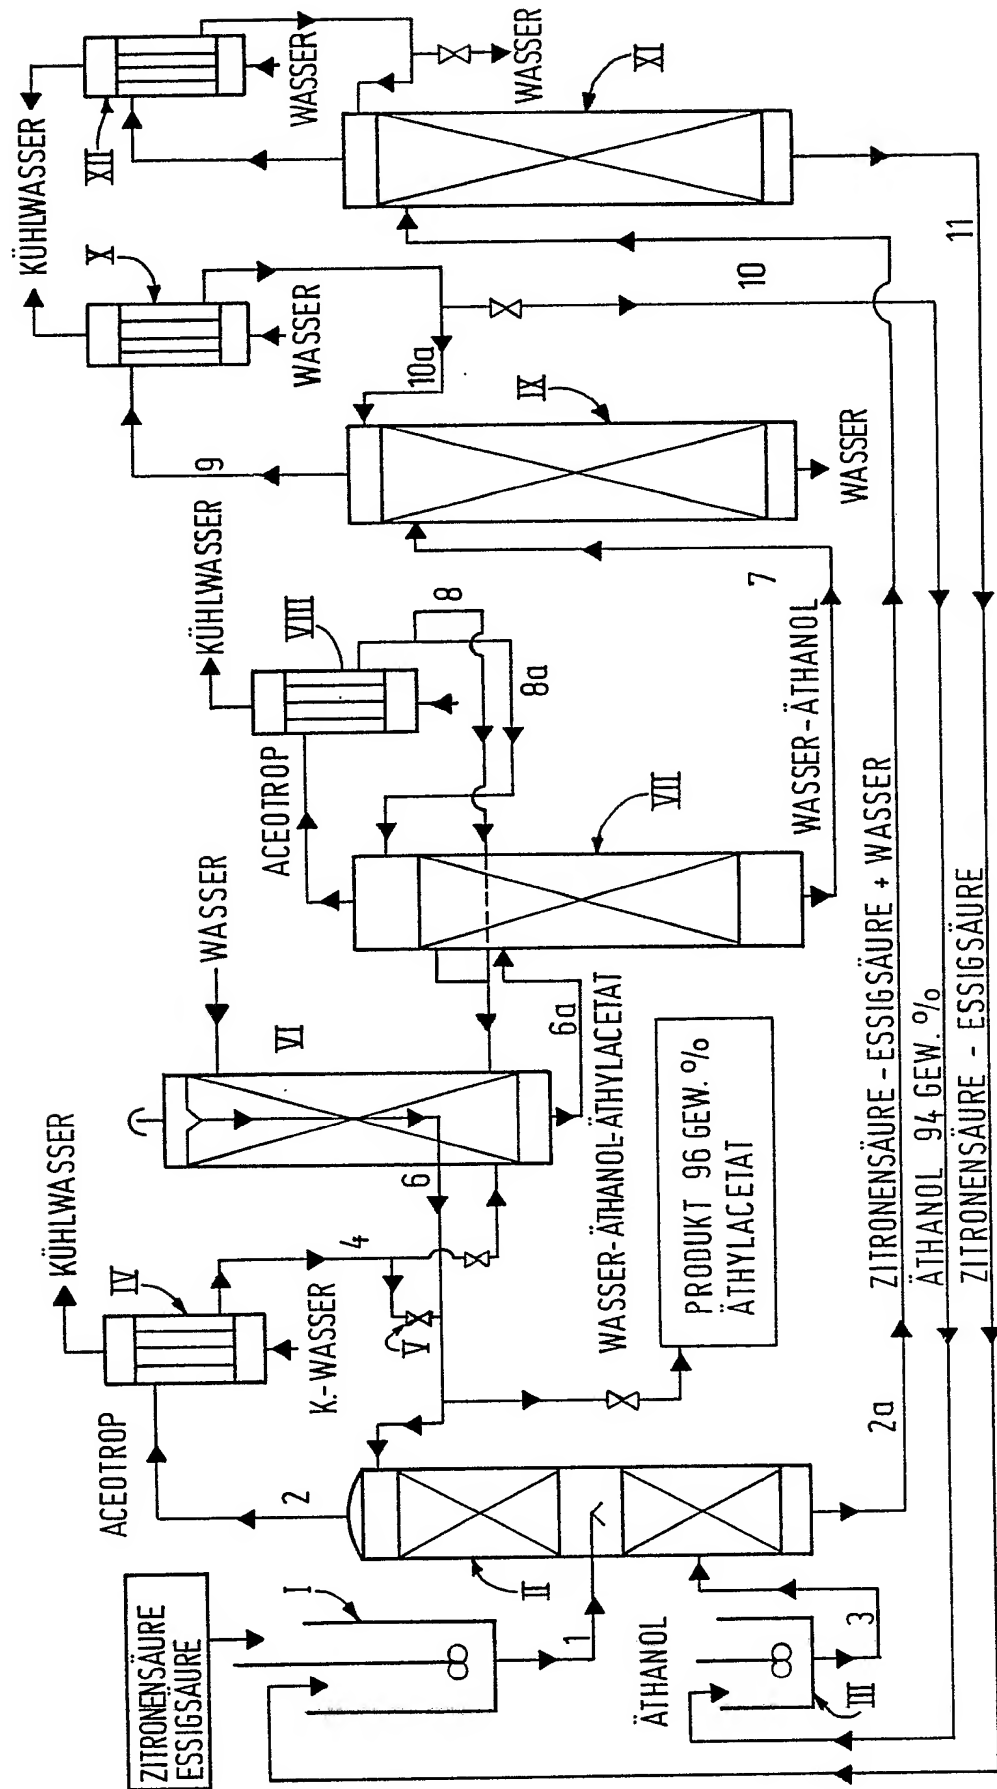 ZITRONENSÄURE
ESSIGSÄURE
I
1
ÄTHANOL
III
3
II
2
ACEOTROP
2a
KÜHLWASSER
IV
K.-WASSER
V
4
6
PRODUKT 96 GEW. %
ÄTHYLACETAT
WASSER-ÄTHANOL-ÄTHYLACETAT
6a
VI
WASSER
ACEOTROP
VII
VIII
KÜHLWASSER
8
8a
WASSER-ÄTHANOL
7
9
IX
WASSER
10a
X
WASSER
KÜHLWASSER
10
XII
WASSER
WASSER
XI
11
ZITRONENSÄURE-ESSIGSÄURE + WASSER
ÄTHANOL 94 GEW. %
ZITRONENSÄURE - ESSIGSÄURE